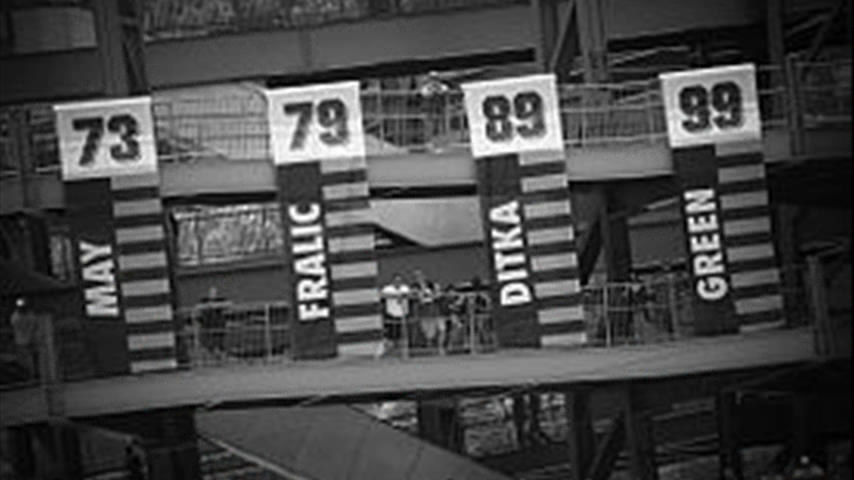 73
MAY
79
FRALIC
89
DITKA
99
GREEN